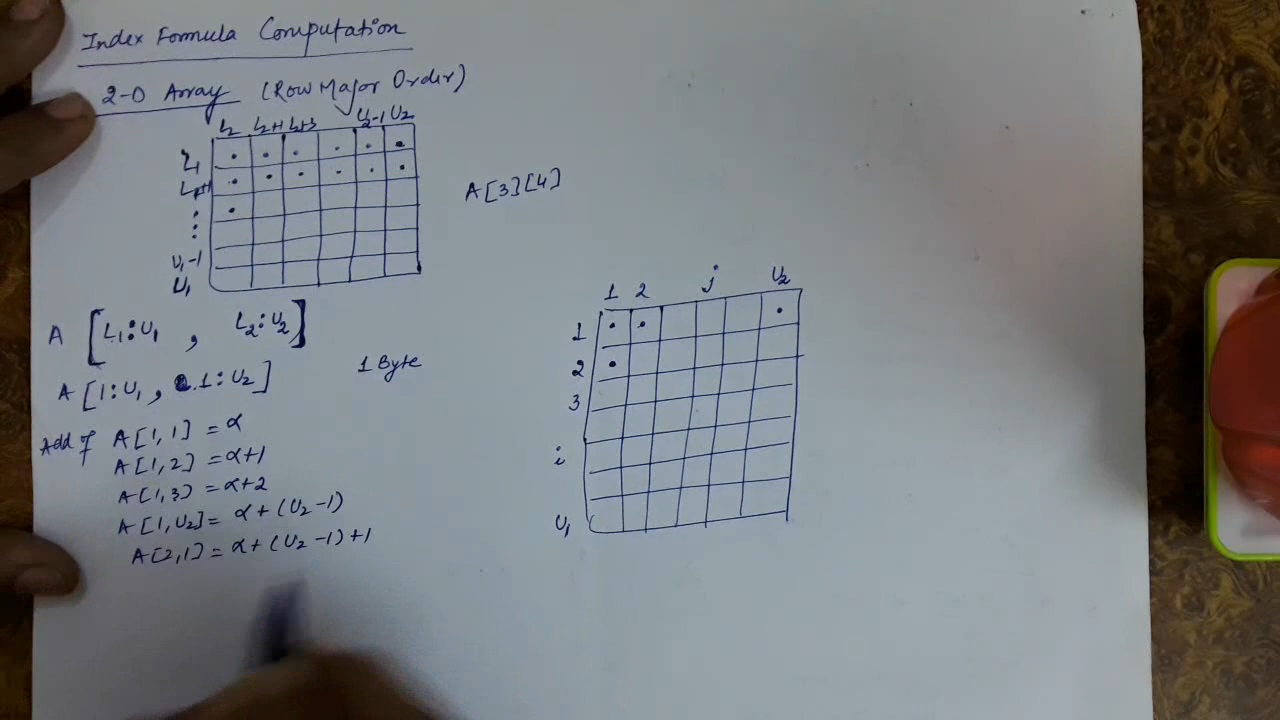 Index Formula Computation
2-D Array (Row Major Order)
L2 L2+1 L2+3 U2-1 U2
L1
L1+1
⋮
U1-1
U1
A[3][4]
A [L1:U1 , L2:U2]
A [1:U1 , 1:U2]
1 Byte
Add of A[1,1] = α
A[1,2] = α+1
A[1,3] = α+2
A[1,U2] = α+(U2-1)
A[2,1] = α+(U2-1)+1
1 2 j U2
1
2
3
i
U1